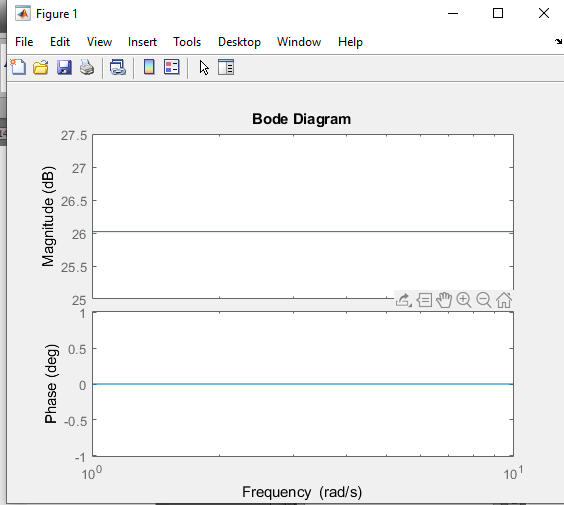 Figure 1
File Edit View Insert Tools Desktop Window Help
Bode Diagram
27.5
27
26.5
26
25.5
25
Magnitude (dB)
1
0.5
0
-0.5
-1
Phase (deg)
10^0 10^1
Frequency (rad/s)